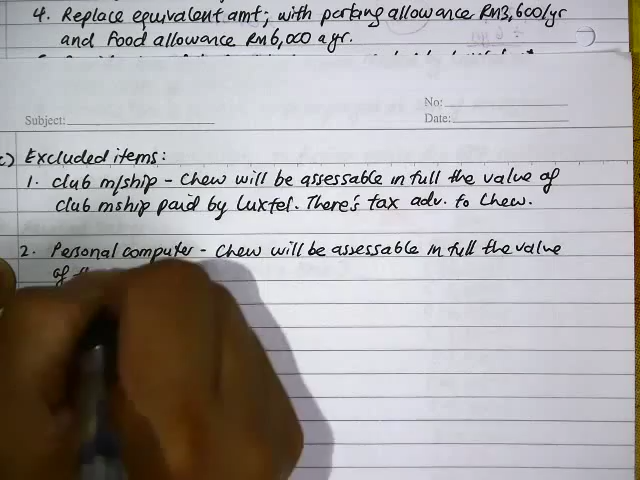 4. Replace equivalent amt; with parking allowance RM3,600/yr
and food allowance RM6,000 a yr.
No:
Subject:
Date:
c) Excluded items:
1. Club m/ship - Chew will be assessable in full the value of
club mship paid by Luxtel. There's tax adv. to Chew.
2. Personal computer - Chew will be assessable in full the value
of